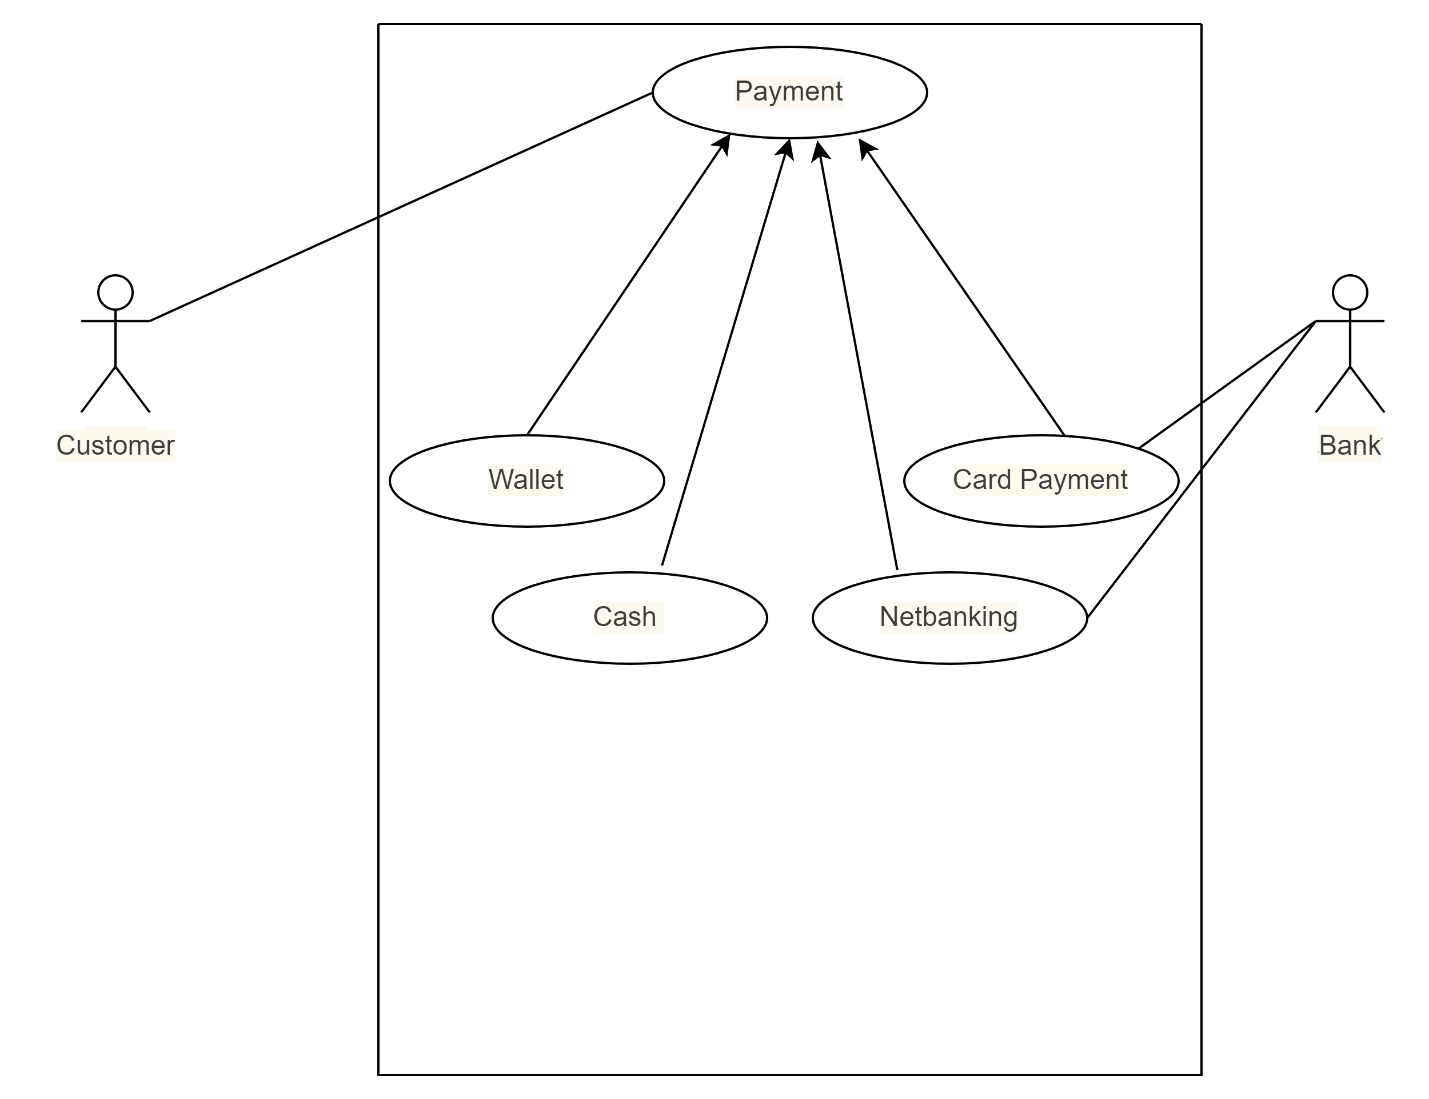 Payment
Customer
Bank
Wallet
Card Payment
Cash
Netbanking